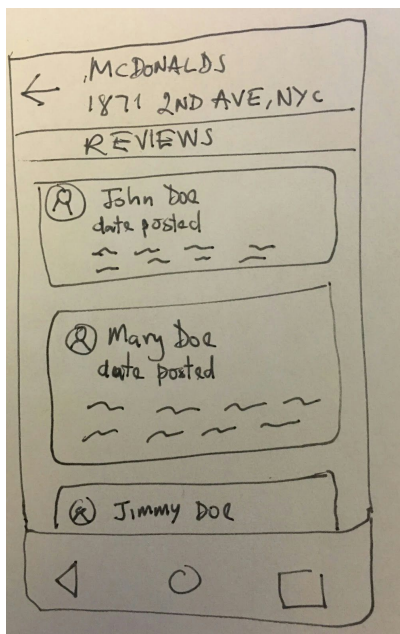 MCDONALDS
1871 2ND AVE, NYC
REVIEWS
John Doe
date posted
Mary Doe
date posted
Jimmy Doe